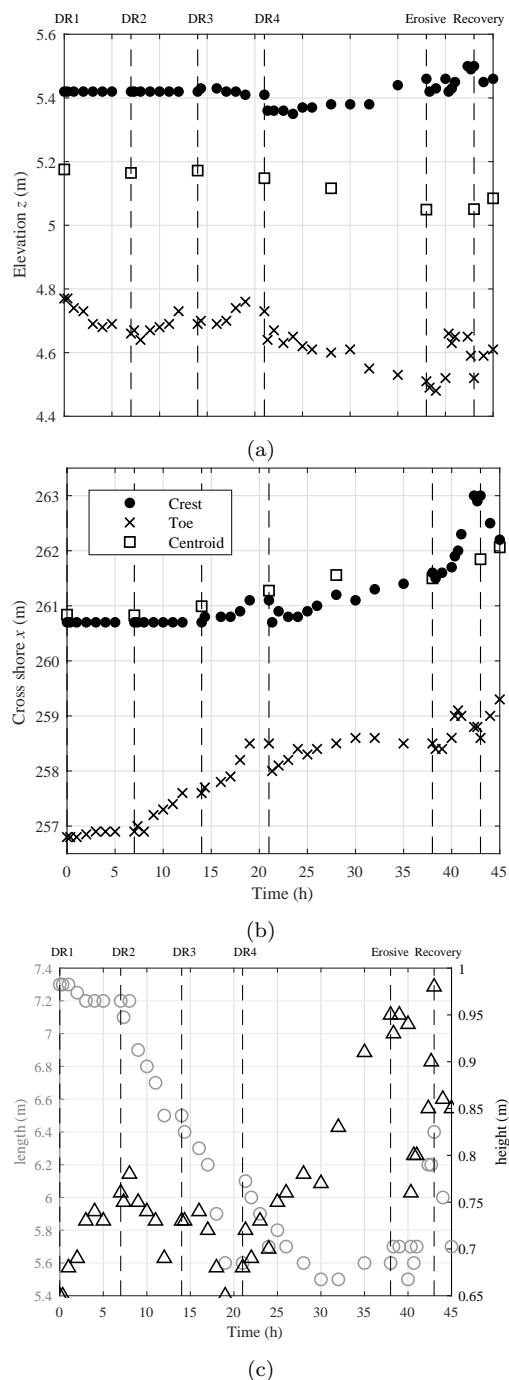 DR1 DR2 DR3 DR4 Erosive Recovery
5.6
5.4
5.2
5
4.8
4.6
4.4
Elevation z (m)
(a)
263
262
261
260
259
258
257
Cross shore x (m)
Crest
Toe
Centroid
0 5 10 15 20 25 30 35 40 45
Time (h)
(b)
DR1 DR2 DR3 DR4 Erosive Recovery
7.4
7.2
7
6.8
6.6
6.4
6.2
6
5.8
5.6
5.4
length (m)
1
0.95
0.9
0.85
0.8
0.75
0.7
0.65
height (m)
0 5 10 15 20 25 30 35 40 45
Time (h)
(c)